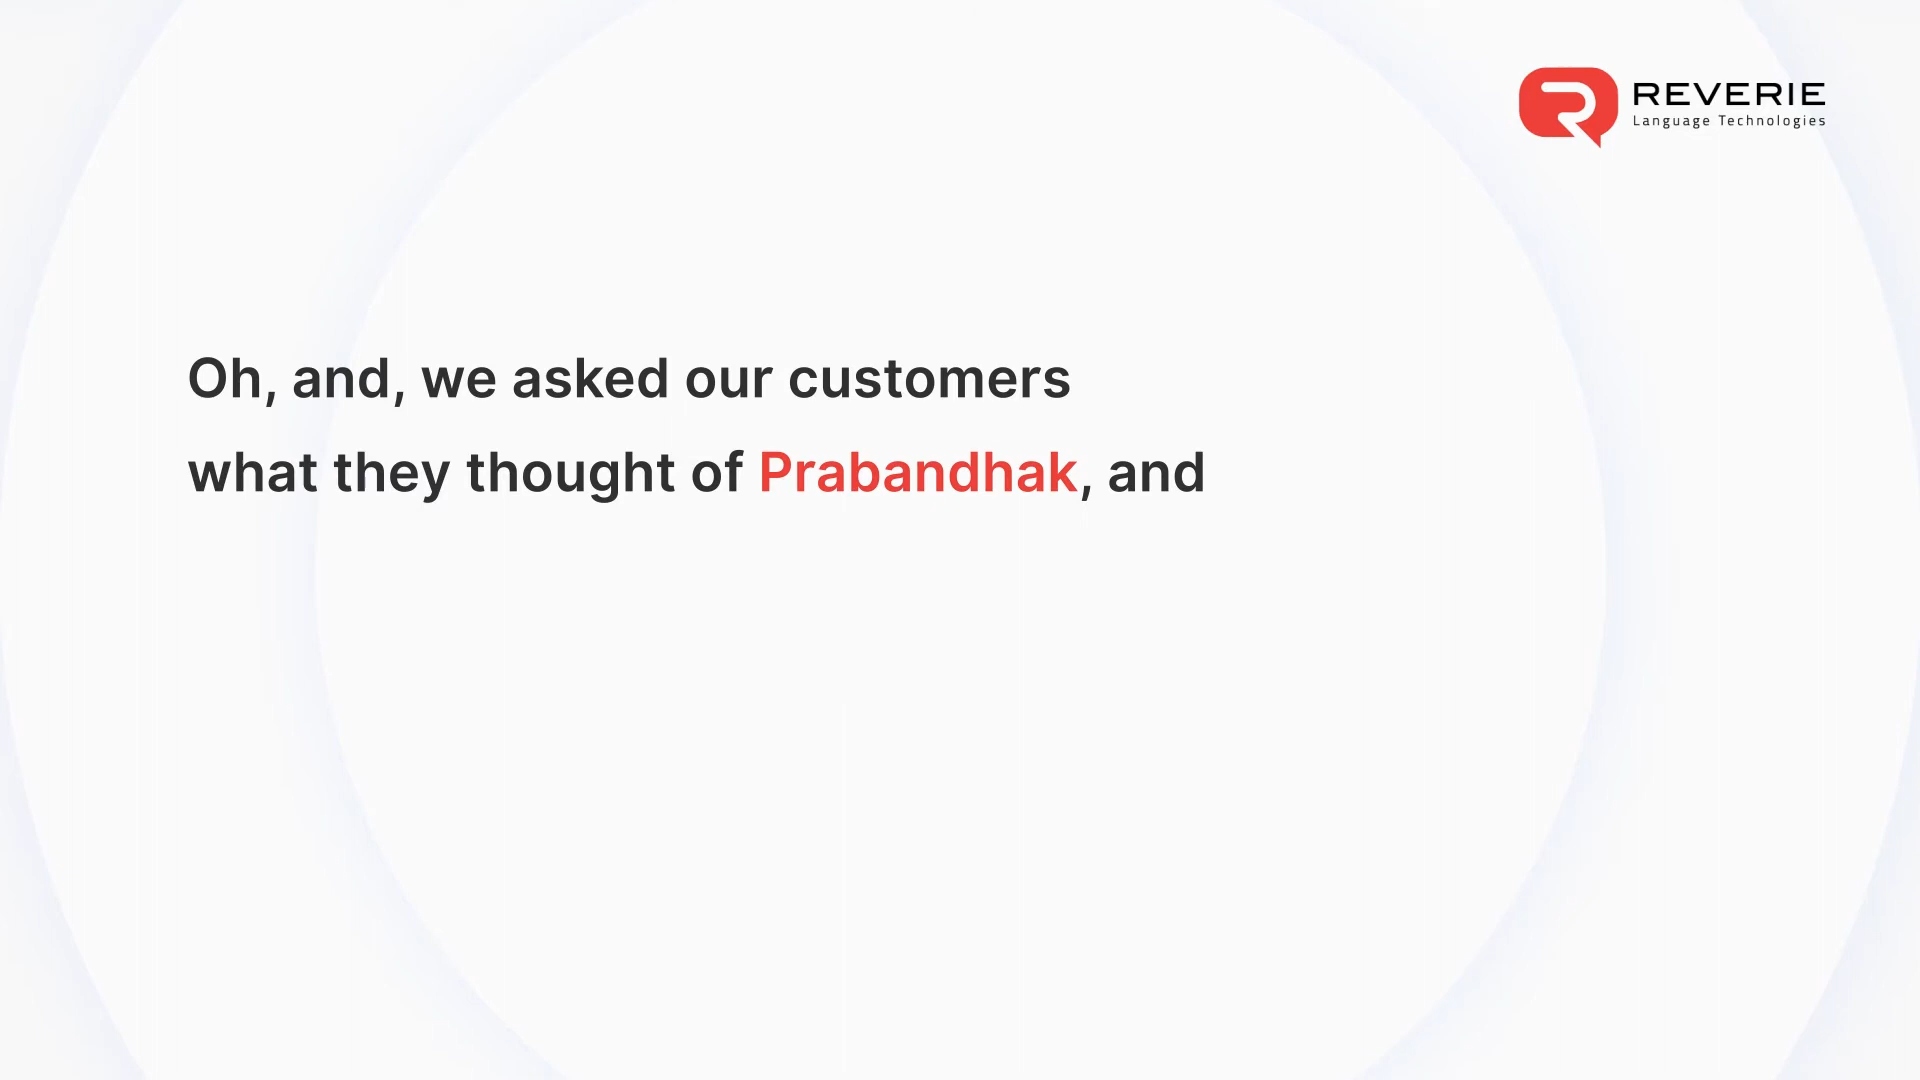 REVERIE
Language Technologies
Oh, and, we asked our customers
what they thought of Prabandhak, and